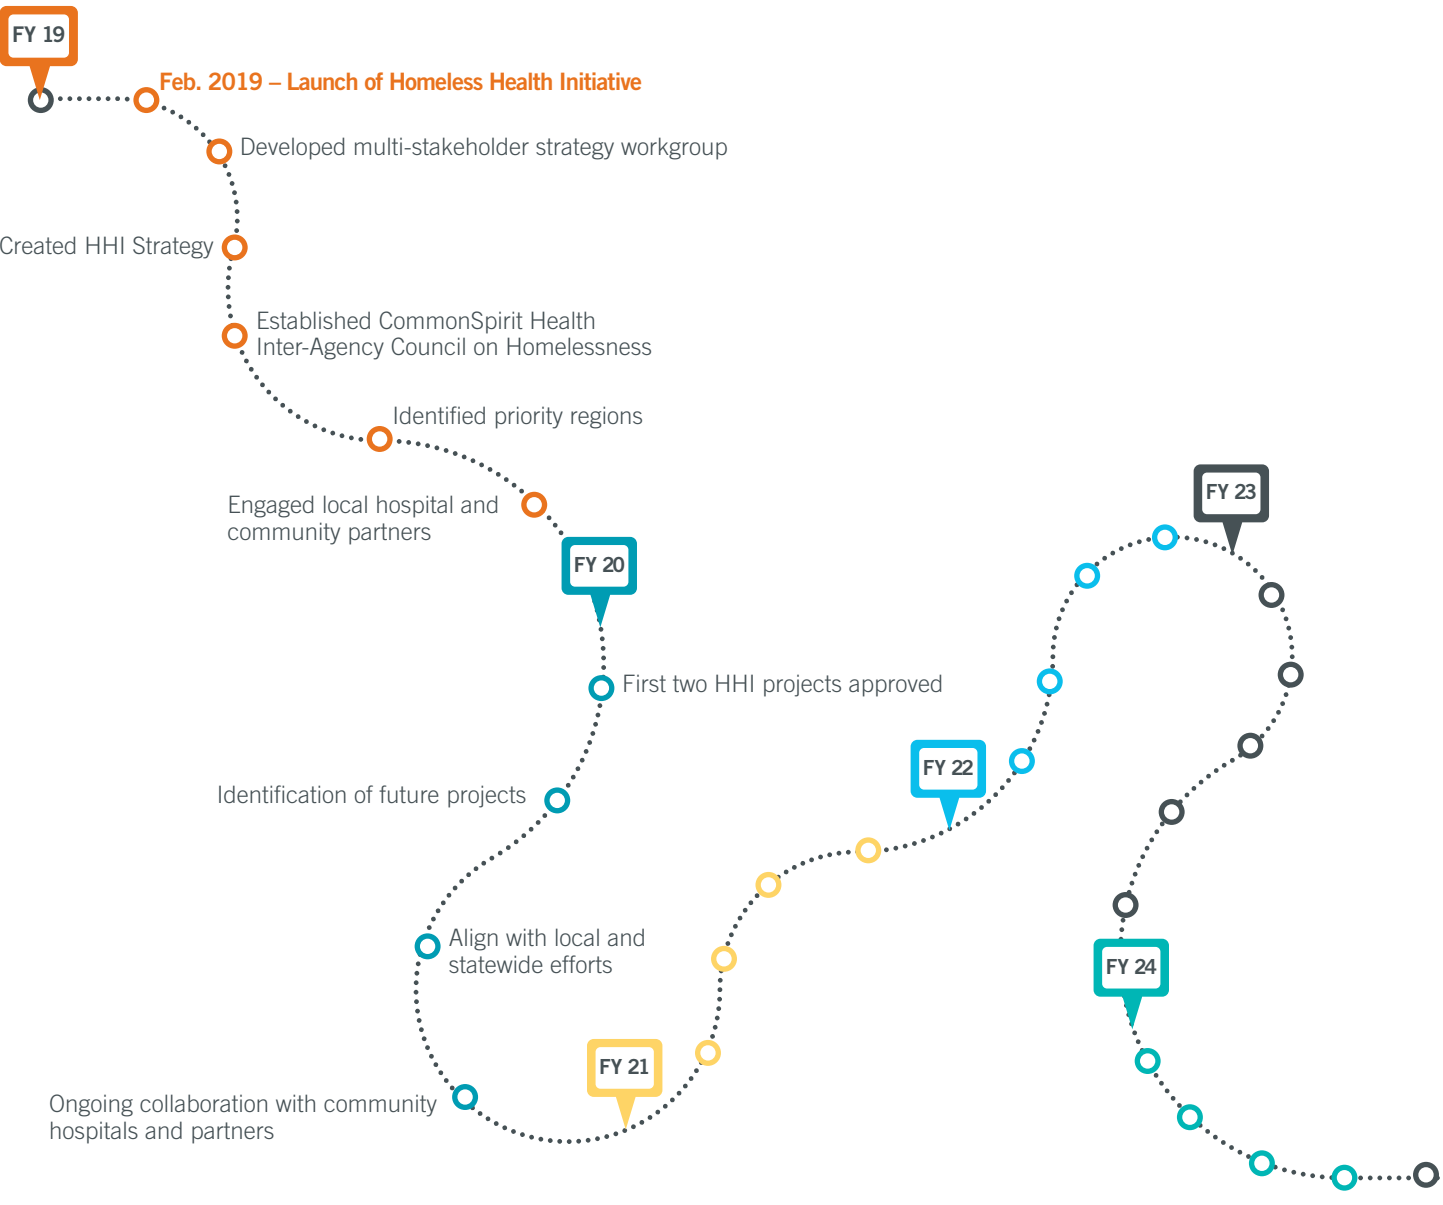 FY 19
Feb. 2019 – Launch of Homeless Health Initiative
Developed multi-stakeholder strategy workgroup
Created HHI Strategy
Established CommonSpirit Health
Inter-Agency Council on Homelessness
Identified priority regions
Engaged local hospital and
community partners
FY 20
First two HHI projects approved
Identification of future projects
Align with local and
statewide efforts
Ongoing collaboration with community
hospitals and partners
FY 21
FY 22
FY 23
FY 24